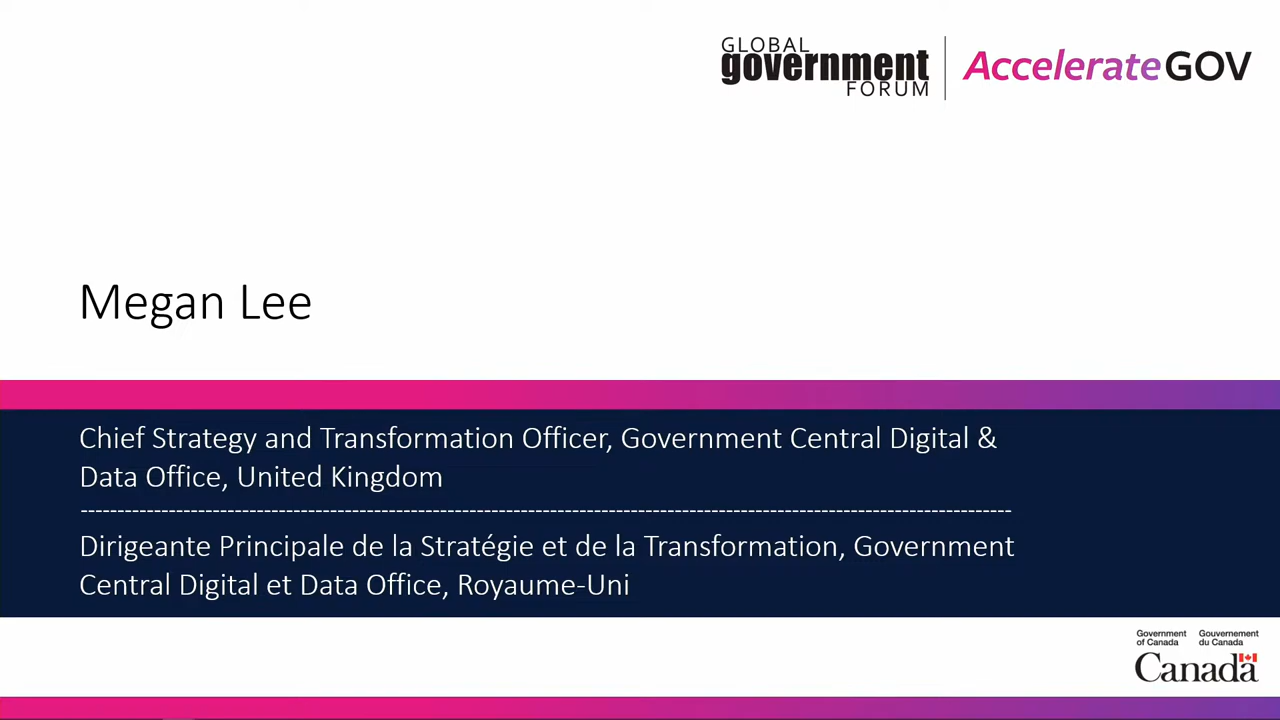 GLOBAL
government
FORUM
AccelerateGOV
Megan Lee
Chief Strategy and Transformation Officer, Government Central Digital &
Data Office, United Kingdom
--------------------------------------------------------------------------------------------------------------------------------
Dirigeante Principale de la Stratégie et de la Transformation, Government
Central Digital et Data Office, Royaume-Uni
Government of Canada
Gouvernement du Canada
Canada